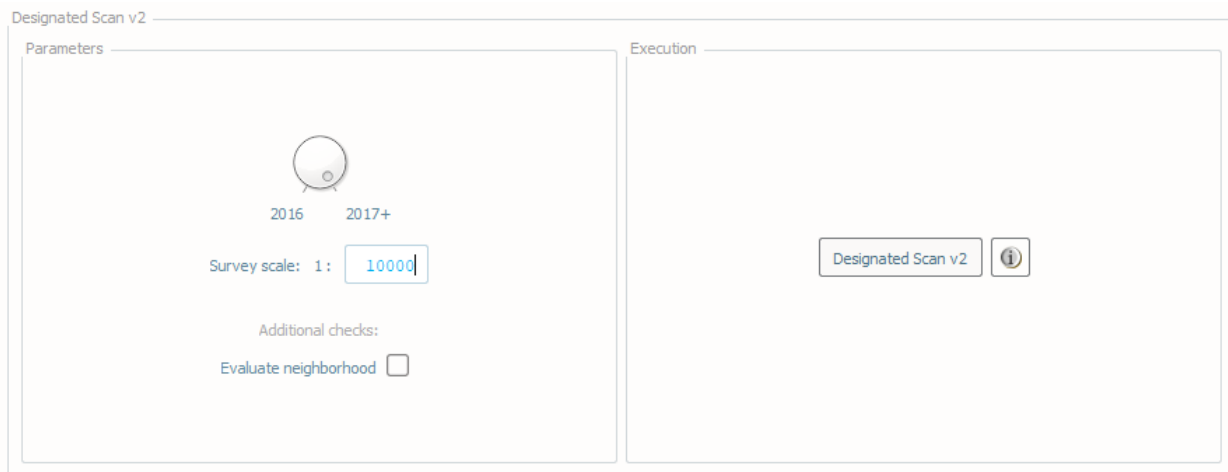 Designated Scan v2
Parameters
2016 2017+
Survey scale: 1: 10000
Additional checks:
Evaluate neighborhood
Execution
Designated Scan v2